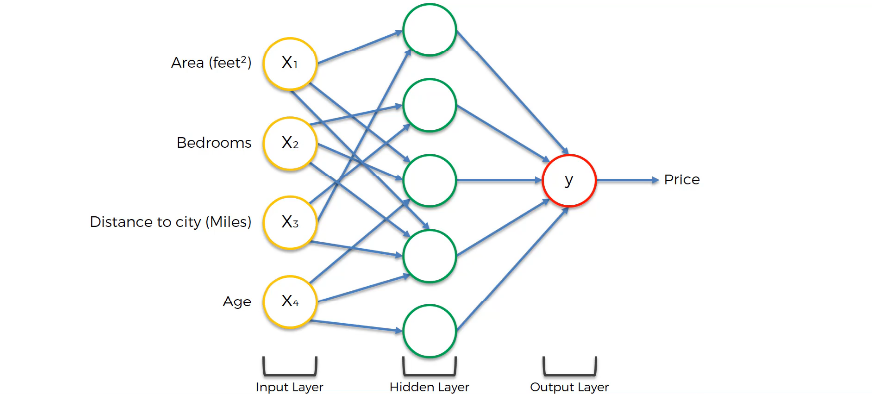 Area (feet²) X₁
Bedrooms X₂
Distance to city (Miles) X₃
Age X₄
y Price
Input Layer Hidden Layer Output Layer